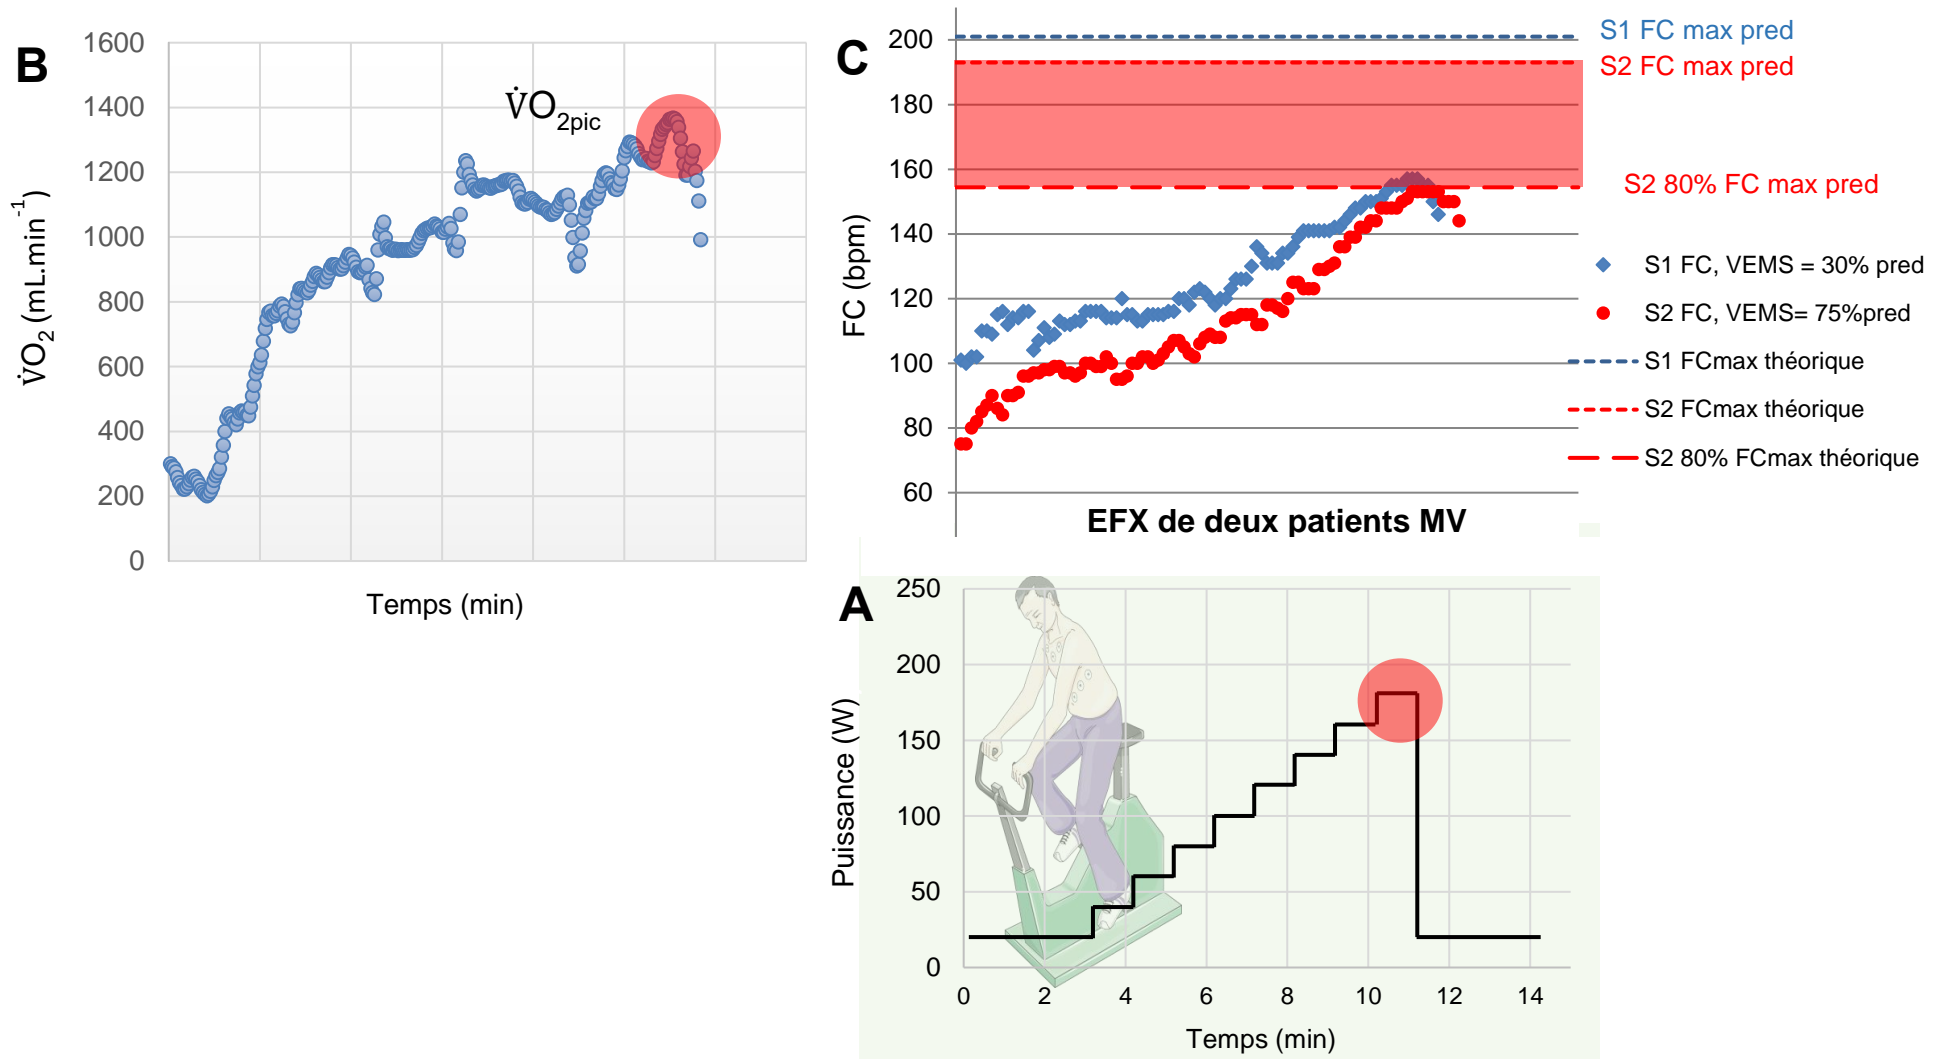 B
1600
1400
1200
1000
800
600
400
200
0
V̇O2 (mL.min-1)
V̇O2pic
Temps (min)
C
200
180
160
140
120
100
80
60
FC (bpm)
EFX de deux patients MV
S1 FC max pred
S2 FC max pred
S2 80% FC max pred
S1 FC, VEMS = 30% pred
S2 FC, VEMS= 75%pred
S1 FCmax théorique
S2 FCmax théorique
S2 80% FCmax théorique
A
250
200
150
100
50
0
Puissance (W)
0 2 4 6 8 10 12 14
Temps (min)